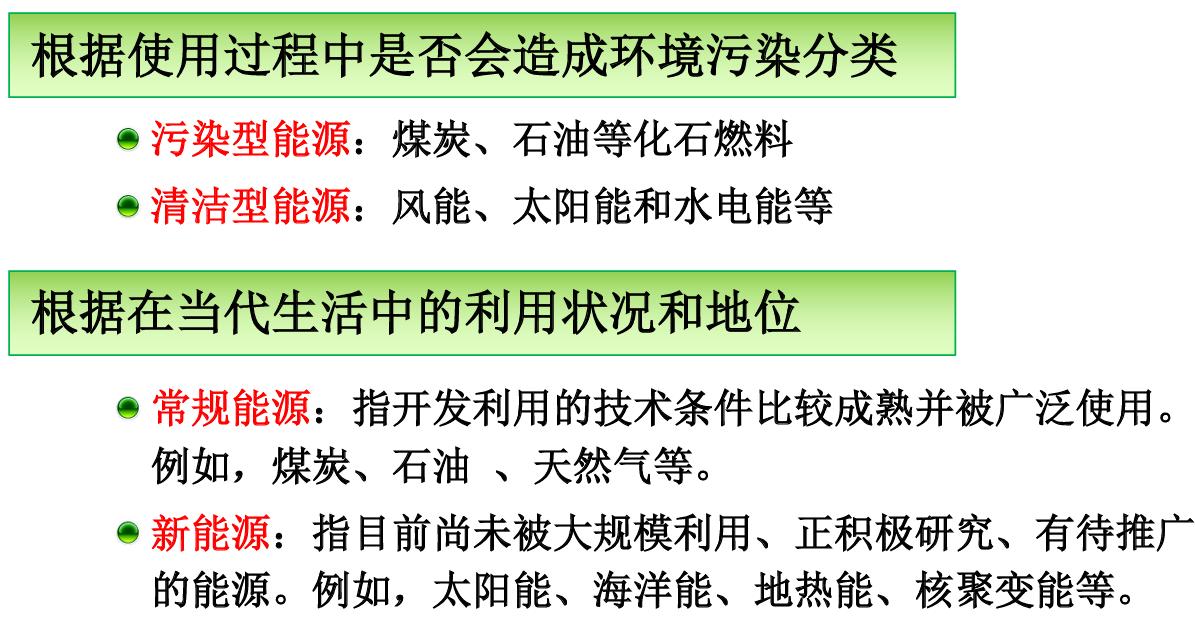 根据使用过程中是否会造成环境污染分类
污染型能源：煤炭、石油等化石燃料
清洁型能源：风能、太阳能和水电能等
根据在当代生活中的利用状况和地位
常规能源：指开发利用的技术条件比较成熟并被广泛使用。
例如，煤炭、石油 、天然气等。
新能源：指目前尚未被大规模利用、正积极研究、有待推广
的能源。例如，太阳能、海洋能、地热能、核聚变能等。